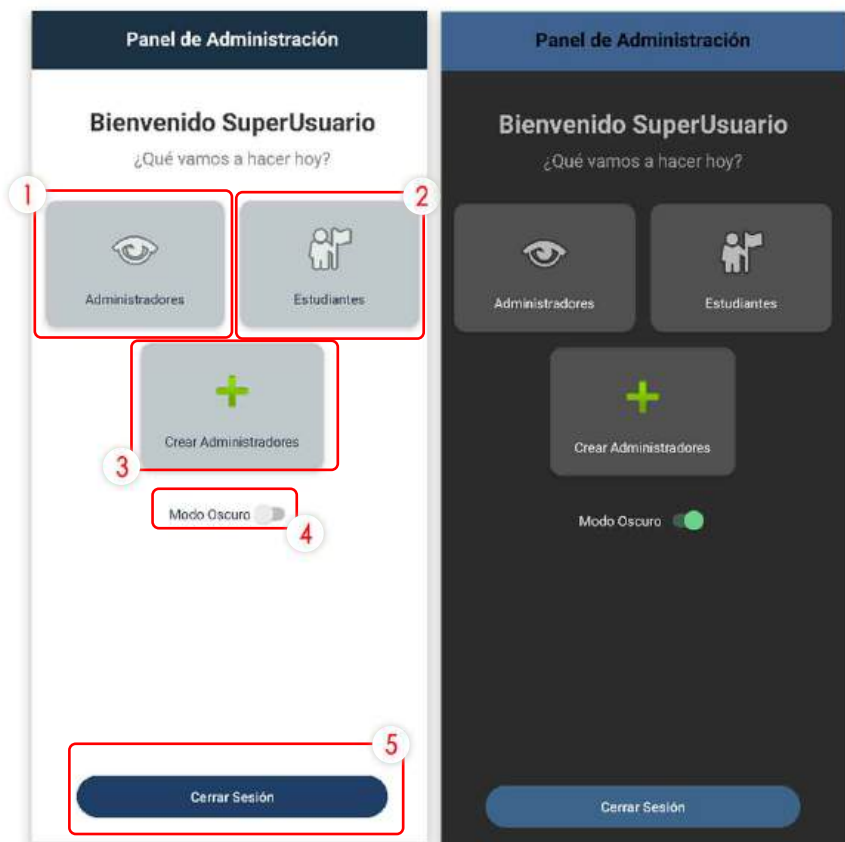 Panel de Administración
Bienvenido SuperUsuario
¿Qué vamos a hacer hoy?
1
2
Administradores
Estudiantes
3
Crear Administradores
Modo Oscuro
4
5
Cerrar Sesión
Panel de Administración
Bienvenido SuperUsuario
¿Qué vamos a hacer hoy?
Administradores
Estudiantes
Crear Administradores
Modo Oscuro
Cerrar Sesión